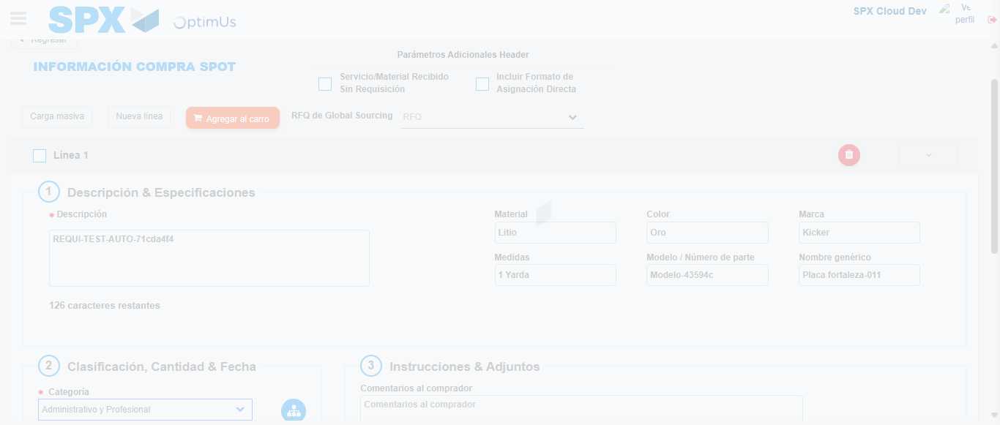 SPX
OptimUs
SPX Cloud Dev
perfil
Regresar
INFORMACIÓN COMPRA SPOT
Parámetros Adicionales Header
Servicio/Material Recibido
Sin Requisición
Incluir Formato de
Asignación Directa
Carga masiva
Nueva línea
Agregar al carro
RFQ de Global Sourcing
RFQ
Línea 1
1
Descripción & Especificaciones
* Descripción
REQUI-TEST-AUTO-71cda4f4
126 caracteres restantes
Material
Litio
Color
Oro
Marca
Kicker
Medidas
1 Yarda
Modelo / Número de parte
Modelo-43594c
Nombre genérico
Placa fortaleza-011
2
Clasificación, Cantidad & Fecha
* Categoría
Administrativo y Profesional
3
Instrucciones & Adjuntos
Comentarios al comprador
Comentarios al comprador